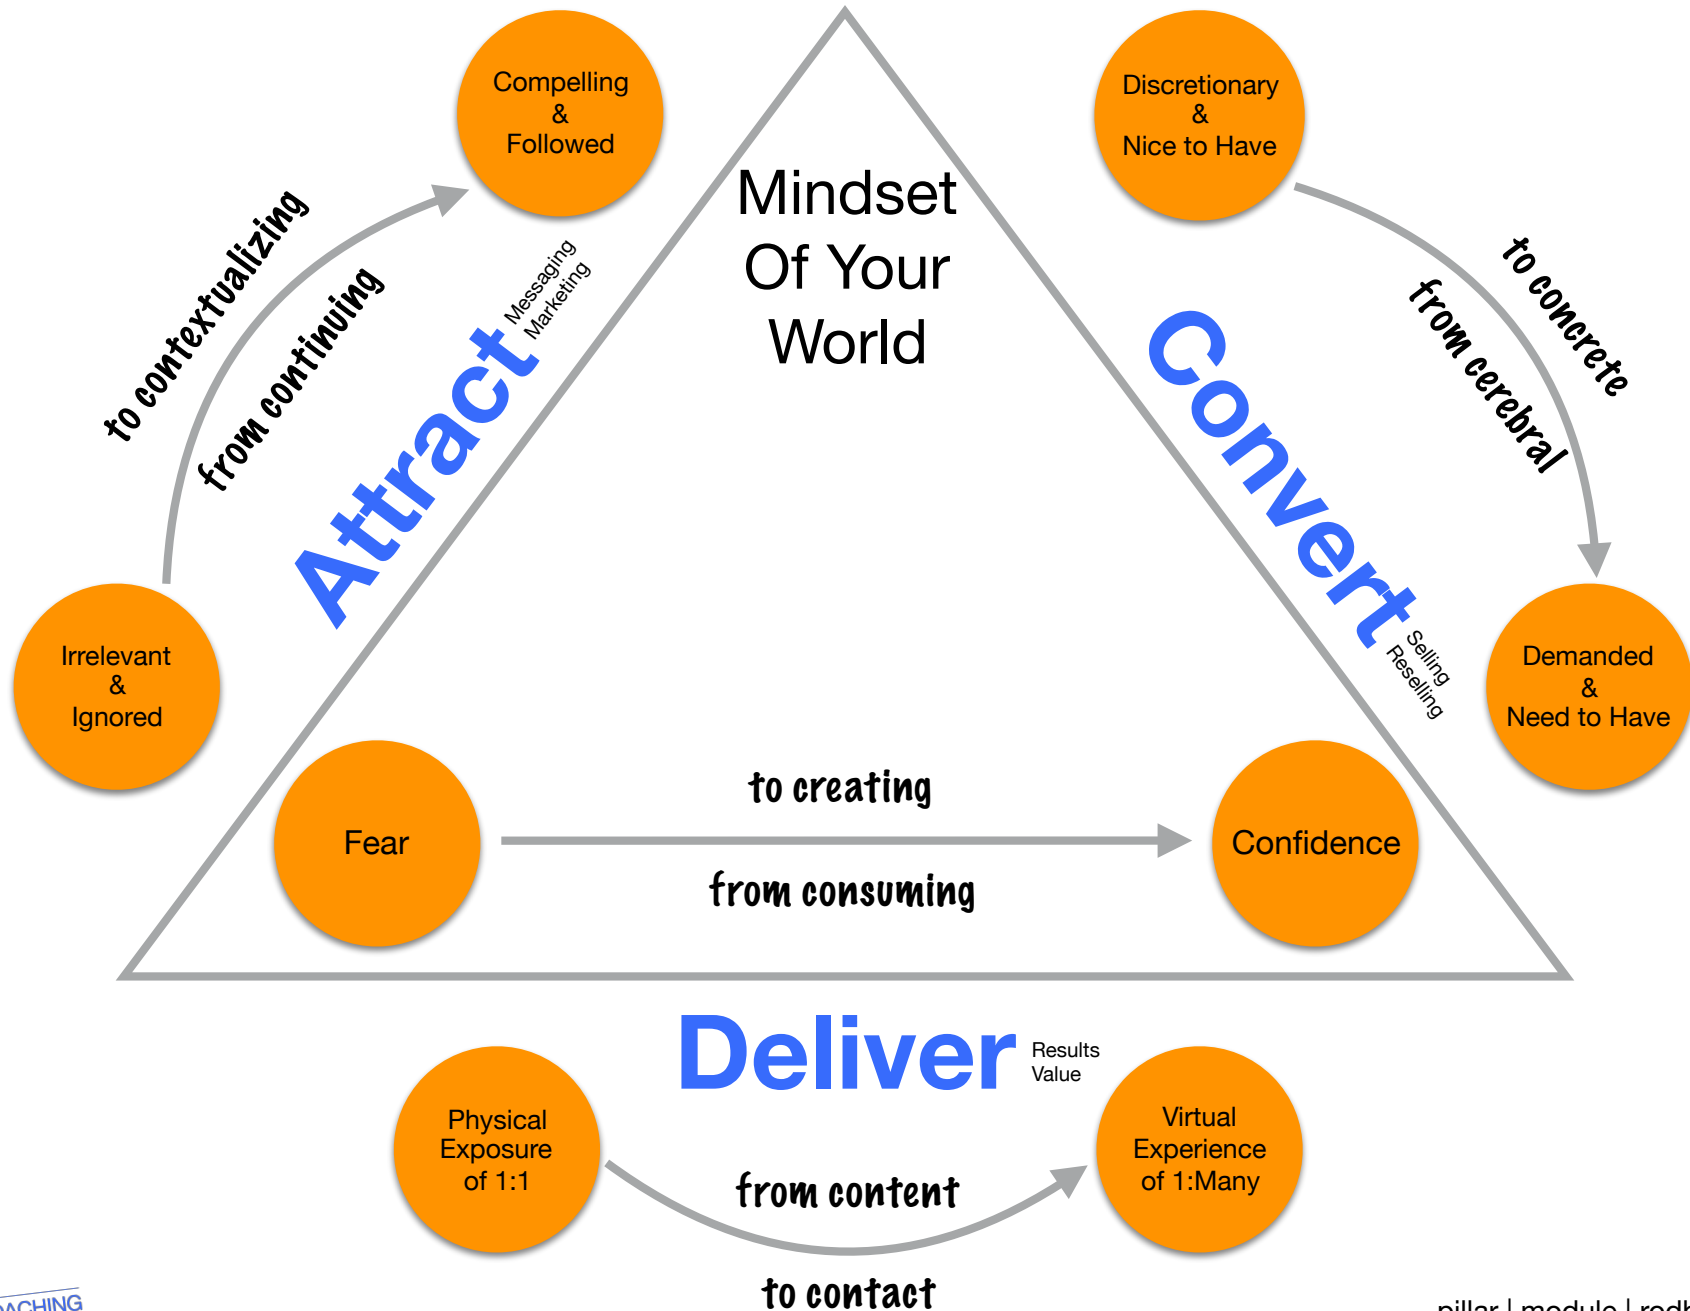 Compelling
&
Followed
Discretionary
&
Nice to Have
Mindset
Of Your
World
to contextualizing
from continuing
Attract
Messaging
Marketing
to concrete
from cerebral
Convert
Selling
Reselling
Irrelevant
&
Ignored
Demanded
&
Need to Have
Fear
to creating
from consuming
Confidence
Deliver
Results
Value
Physical
Exposure
of 1:1
from content
to contact
Virtual
Experience
of 1:Many
pillar | module |